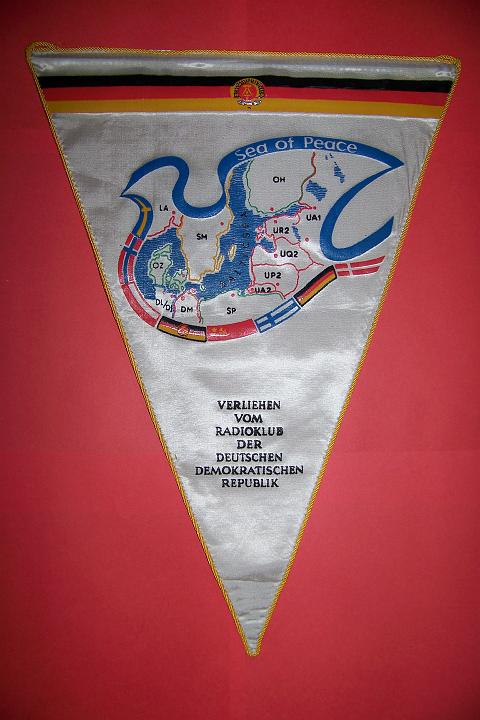 Sea of Peace
OH
LA
UA1
SM
UR2
UQ2
OZ
UP2
UA2
DL/DJ
DM
SP
VERLIEHEN
VOM
RADIOKLUB
DER
DEUTSCHEN
DEMOKRATISCHEN
REPUBLIK